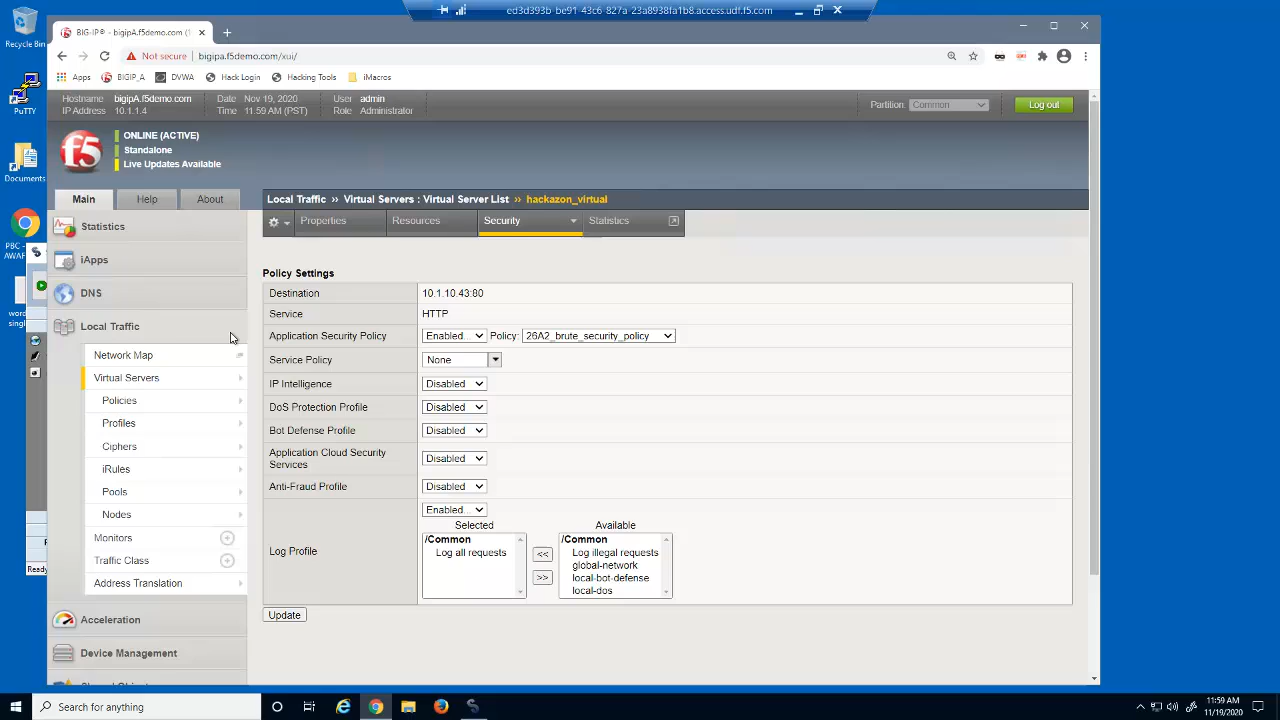 ed3d393b-be91-43c6-827a-23a8938fa1b8.access.udf.f5.com
Recycle Bin
PuTTY
Documents
PBC -
AWAF
word
singl
Ready
BIG-IP® - bigipA.f5demo.com (1
Not secure
bigipa.f5demo.com/xui/
Apps
BIGIP_A
DVWA
Hack Login
Hacking Tools
iMacros
Hostname bigipA.f5demo.com
IP Address 10.1.1.4
Date Nov 19, 2020
Time 11:59 AM (PST)
User admin
Role Administrator
Partition: Common
Log out
f5
ONLINE (ACTIVE)
Standalone
Live Updates Available
Main
Help
About
Local Traffic ›› Virtual Servers : Virtual Server List ›› hackazon_virtual
Properties
Resources
Security
Statistics
Statistics
iApps
DNS
Local Traffic
Network Map
Virtual Servers
Policies
Profiles
Ciphers
iRules
Pools
Nodes
Monitors
Traffic Class
Address Translation
Acceleration
Device Management
Policy Settings
Destination 10.1.10.43:80
Service HTTP
Application Security Policy Enabled... Policy: 26A2_brute_security_policy
Service Policy None
IP Intelligence Disabled
DoS Protection Profile Disabled
Bot Defense Profile Disabled
Application Cloud Security
Services
Disabled
Anti-Fraud Profile Disabled
Log Profile
Enabled...
Selected
/Common
Log all requests
<<
>>
Available
/Common
Log illegal requests
global-network
local-bot-defense
local-dos
Update
Search for anything
11:59 AM
11/19/2020